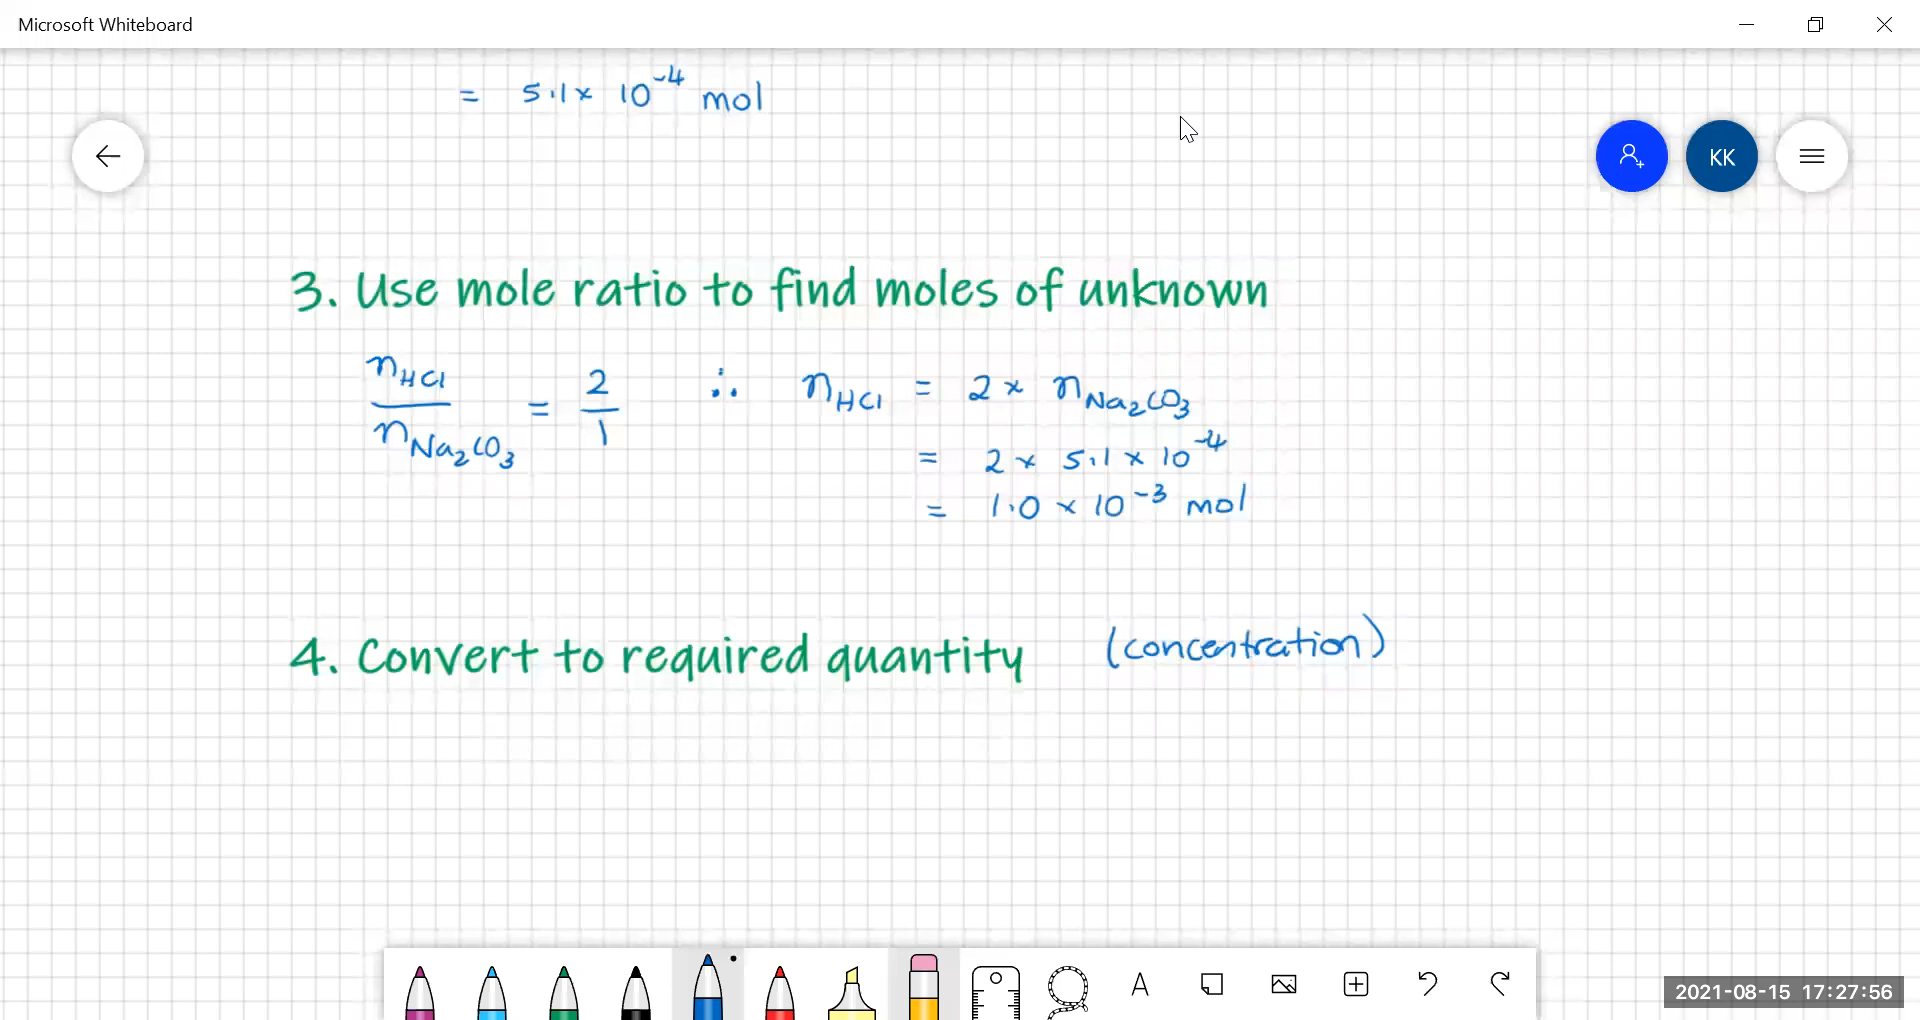 Microsoft Whiteboard
= 5.1 × 10⁻⁴ mol
KK
3. Use mole ratio to find moles of unknown
n_HCl / n_Na₂CO₃ = 2/1 ∴ n_HCl = 2 × n_Na₂CO₃
= 2 × 5.1 × 10⁻⁴
= 1.0 × 10⁻³ mol
4. Convert to required quantity (concentration)
A
2021-08-15 17:27:56